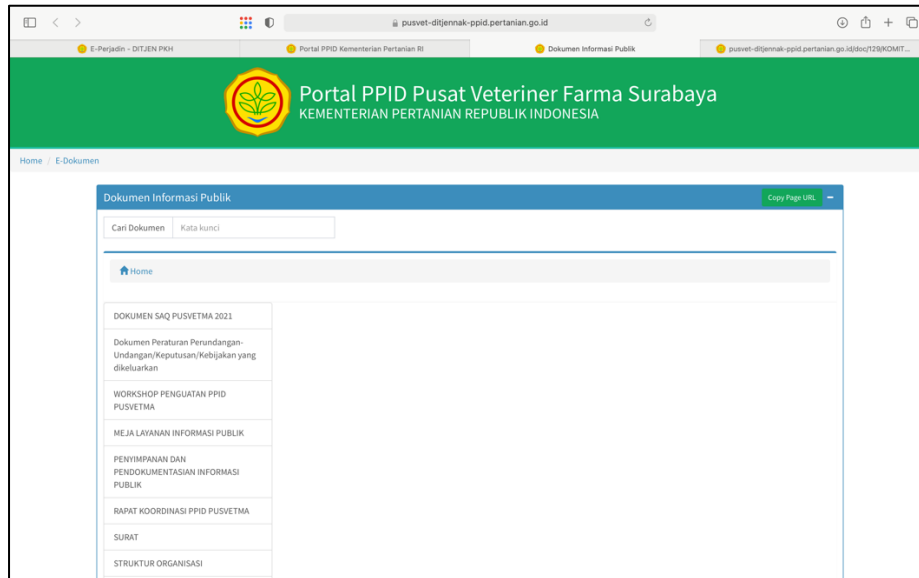 pusvet-ditjennak-ppid.pertanian.go.id
E-Perjadin - DITJEN PKH
Portal PPID Kementerian Pertanian RI
Dokumen Informasi Publik
pusvet-ditjennak-ppid.pertanian.go.id/doc/129/KOMIT...
Portal PPID Pusat Veteriner Farma Surabaya
KEMENTERIAN PERTANIAN REPUBLIK INDONESIA
Home / E-Dokumen
Dokumen Informasi Publik
Copy Page URL
Cari Dokumen
Kata kunci
Home
DOKUMEN SAQ PUSVETMA 2021
Dokumen Peraturan Perundangan-
Undangan/Keputusan/Kebijakan yang
dikeluarkan
WORKSHOP PENGUATAN PPID
PUSVETMA
MEJA LAYANAN INFORMASI PUBLIK
PENYIMPANAN DAN
PENDOKUMENTASIAN INFORMASI
PUBLIK
RAPAT KOORDINASI PPID PUSVETMA
SURAT
STRUKTUR ORGANISASI